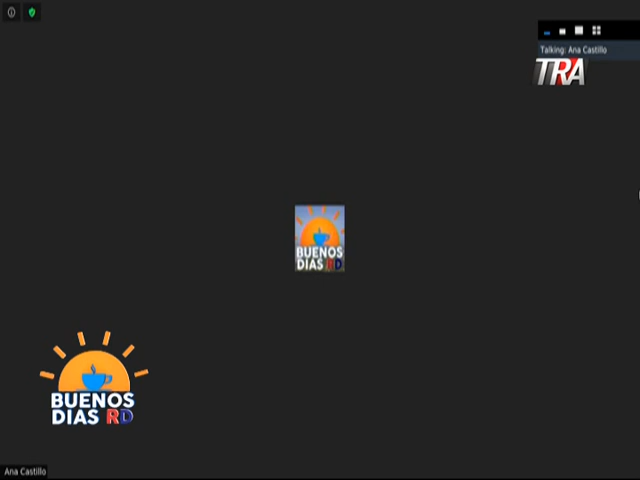 Talking: Ana Castillo
TRA
BUENOS
DIAS RD
BUENOS
DIAS RD
Ana Castillo